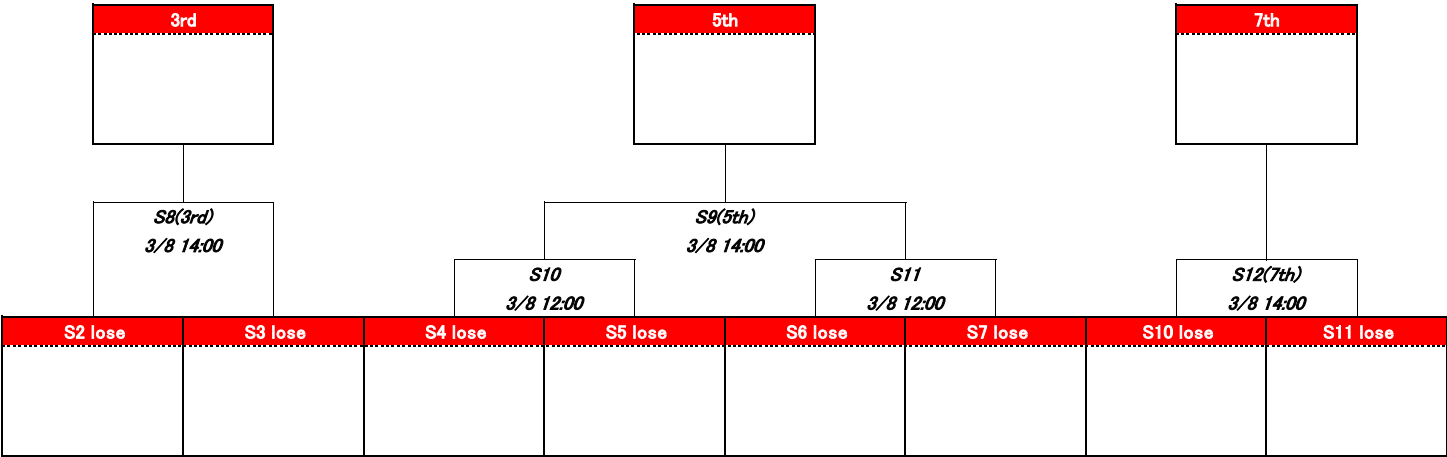 3rd
5th
7th
S8(3rd)
3/8 14:00
S9(5th)
3/8 14:00
S10
3/8 12:00
S11
3/8 12:00
S12(7th)
3/8 14:00
S2 lose
S3 lose
S4 lose
S5 lose
S6 lose
S7 lose
S10 lose
S11 lose